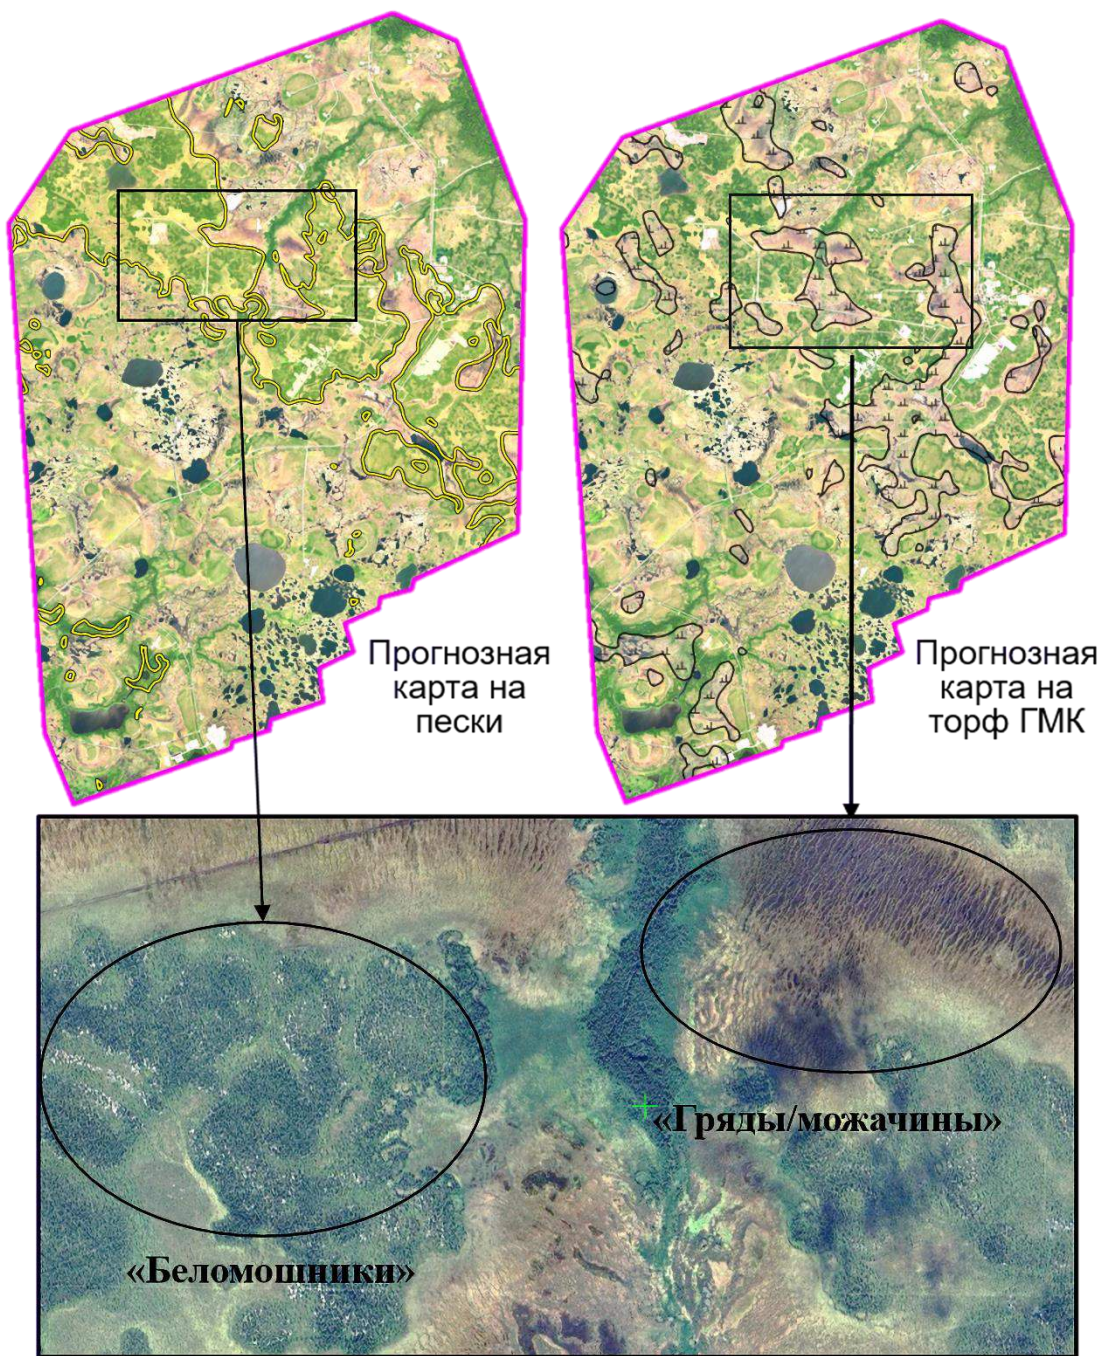 Прогнозная
карта на
пески
Прогнозная
карта на
торф ГМК
«Гряды/можачины»
«Беломошники»